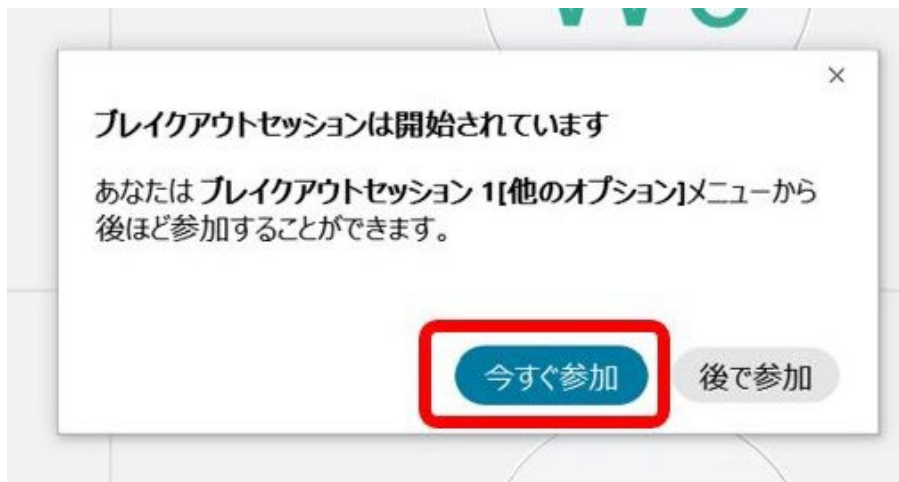 ×
ブレイクアウトセッションは開始されています
あなたは ブレイクアウトセッション 1[他のオプション]メニューから
後ほど参加することができます。
今すぐ参加 後で参加